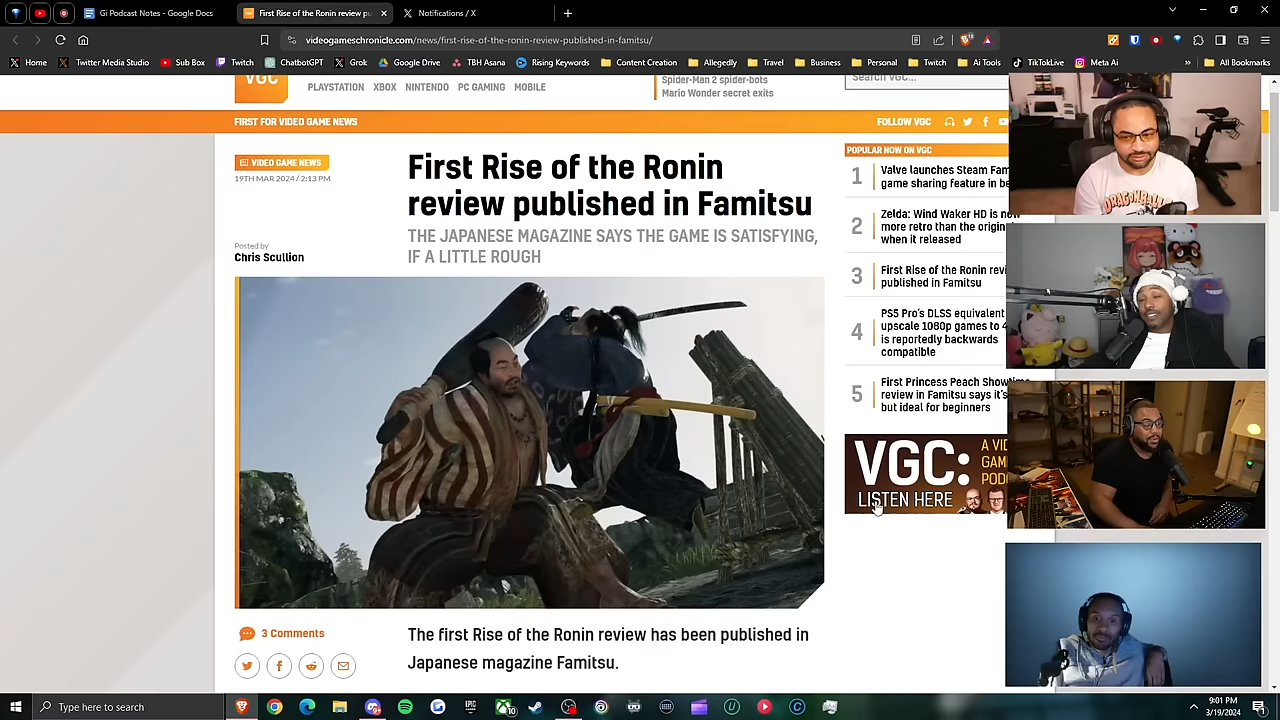 Gi Podcast Notes - Google Docs
First Rise of the Ronin review pu
Notifications / X
videogameschronicle.com/news/first-rise-of-the-ronin-review-published-in-famitsu/
Home
Twitter Media Studio
Sub Box
Twitch
ChatGPT
Gronk
Google Drive
TBH Asana
Rising Keywords
Content Creation
Allegedly
Travel
Business
Personal
Ai Tools
TikTokLive
Meta Ai
All Bookmarks
VGC
PLAYSTATION
XBOX
NINTENDO
PC GAMING
MOBILE
Spider-Man 2 spider-bots
Mario Wonder secret exits
Search VGC...
FIRST FOR VIDEO GAME NEWS
FOLLOW VGC
VIDEO GAME NEWS
19TH MAR 2024 / 2:13 PM
First Rise of the Ronin
review published in Famitsu
THE JAPANESE MAGAZINE SAYS THE GAME IS SATISFYING,
IF A LITTLE ROUGH
Posted by
Chris Scullion
POPULAR NOW ON VGC
1
Valve launches Steam Fam
game sharing feature in be
2
Zelda: Wind Waker HD is now
more retro than the origin
when it released
3
First Rise of the Ronin revi
published in Famitsu
4
PS5 Pro's DLSS equivalent
upscale 1080p games to 4
is reportedly backwards
compatible
5
First Princess Peach Showtime
review in Famitsu says it's
but ideal for beginners
VGC:
LISTEN HERE
A VID
GAM
POD
DRAGONBALL
3 Comments
The first Rise of the Ronin review has been published in
Japanese magazine Famitsu.
Type here to search
9:01 PM
3/19/2024